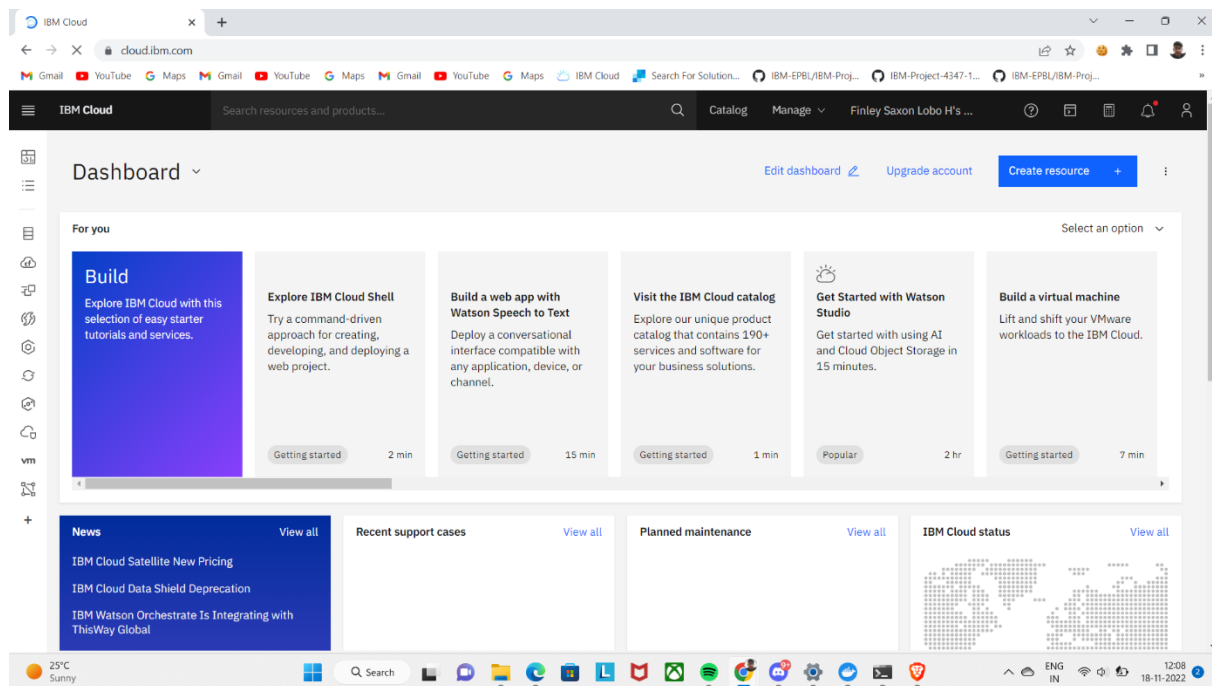 IBM Cloud
cloud.ibm.com
Gmail YouTube Maps Gmail YouTube Maps Gmail YouTube Maps IBM Cloud Search For Solution... IBM-EPBL/IBM-Proj... IBM-Project-4347-1... IBM-EPBL/IBM-Proj... »
IBM Cloud Search resources and products... Catalog Manage Finley Saxon Lobo H's ...
Dashboard
Edit dashboard Upgrade account Create resource +
For you Select an option
Build
Explore IBM Cloud with this
selection of easy starter
tutorials and services.
Explore IBM Cloud Shell
Try a command-driven
approach for creating,
developing, and deploying a
web project.
Getting started 2 min
Build a web app with
Watson Speech to Text
Deploy a conversational
interface compatible with
any application, device, or
channel.
Getting started 15 min
Visit the IBM Cloud catalog
Explore our unique product
catalog that contains 190+
services and software for
your business solutions.
Getting started 1 min
Get Started with Watson
Studio
Get started with using AI
and Cloud Object Storage in
15 minutes.
Popular 2 hr
Build a virtual machine
Lift and shift your VMware
workloads to the IBM Cloud.
Getting started 7 min
vm
News View all
IBM Cloud Satellite New Pricing
IBM Cloud Data Shield Deprecation
IBM Watson Orchestrate Is Integrating with
ThisWay Global
Recent support cases View all
Planned maintenance View all
IBM Cloud status View all
25°C
Sunny
Search
ENG
IN
12:08
18-11-2022
2